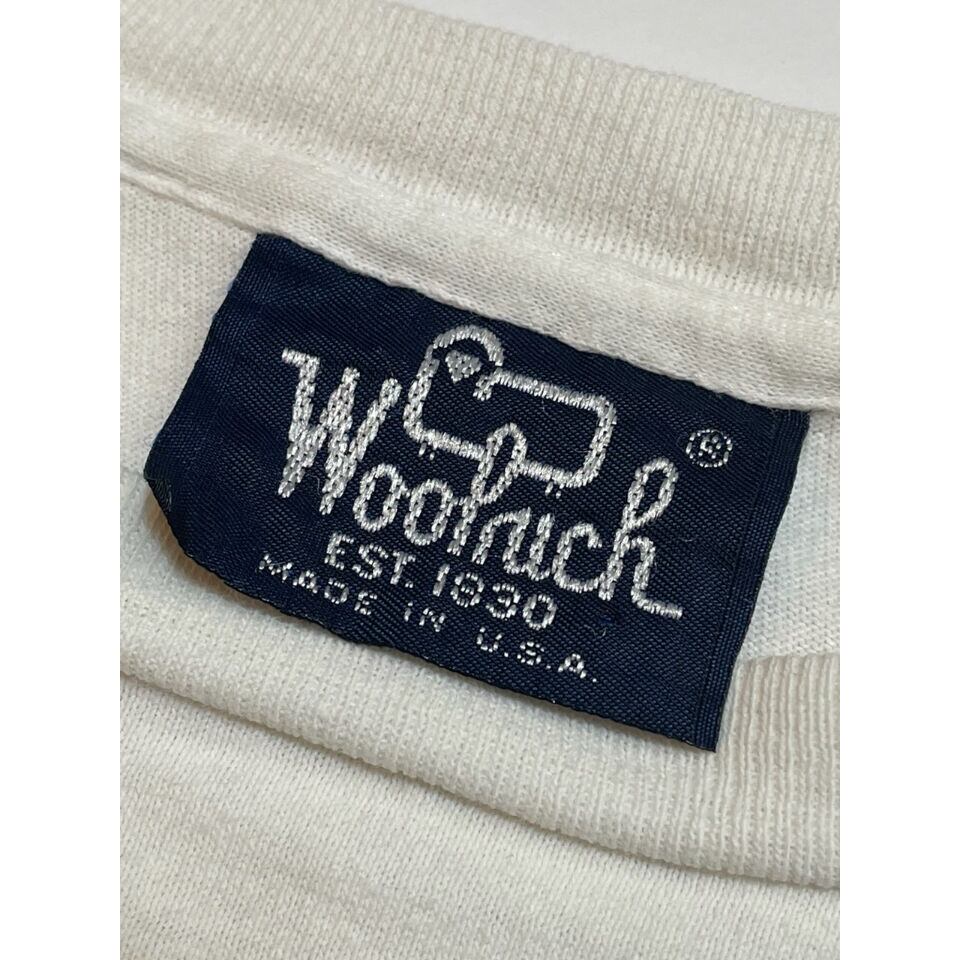 Woolrich ®
EST. 1830
MADE IN U.S.A.